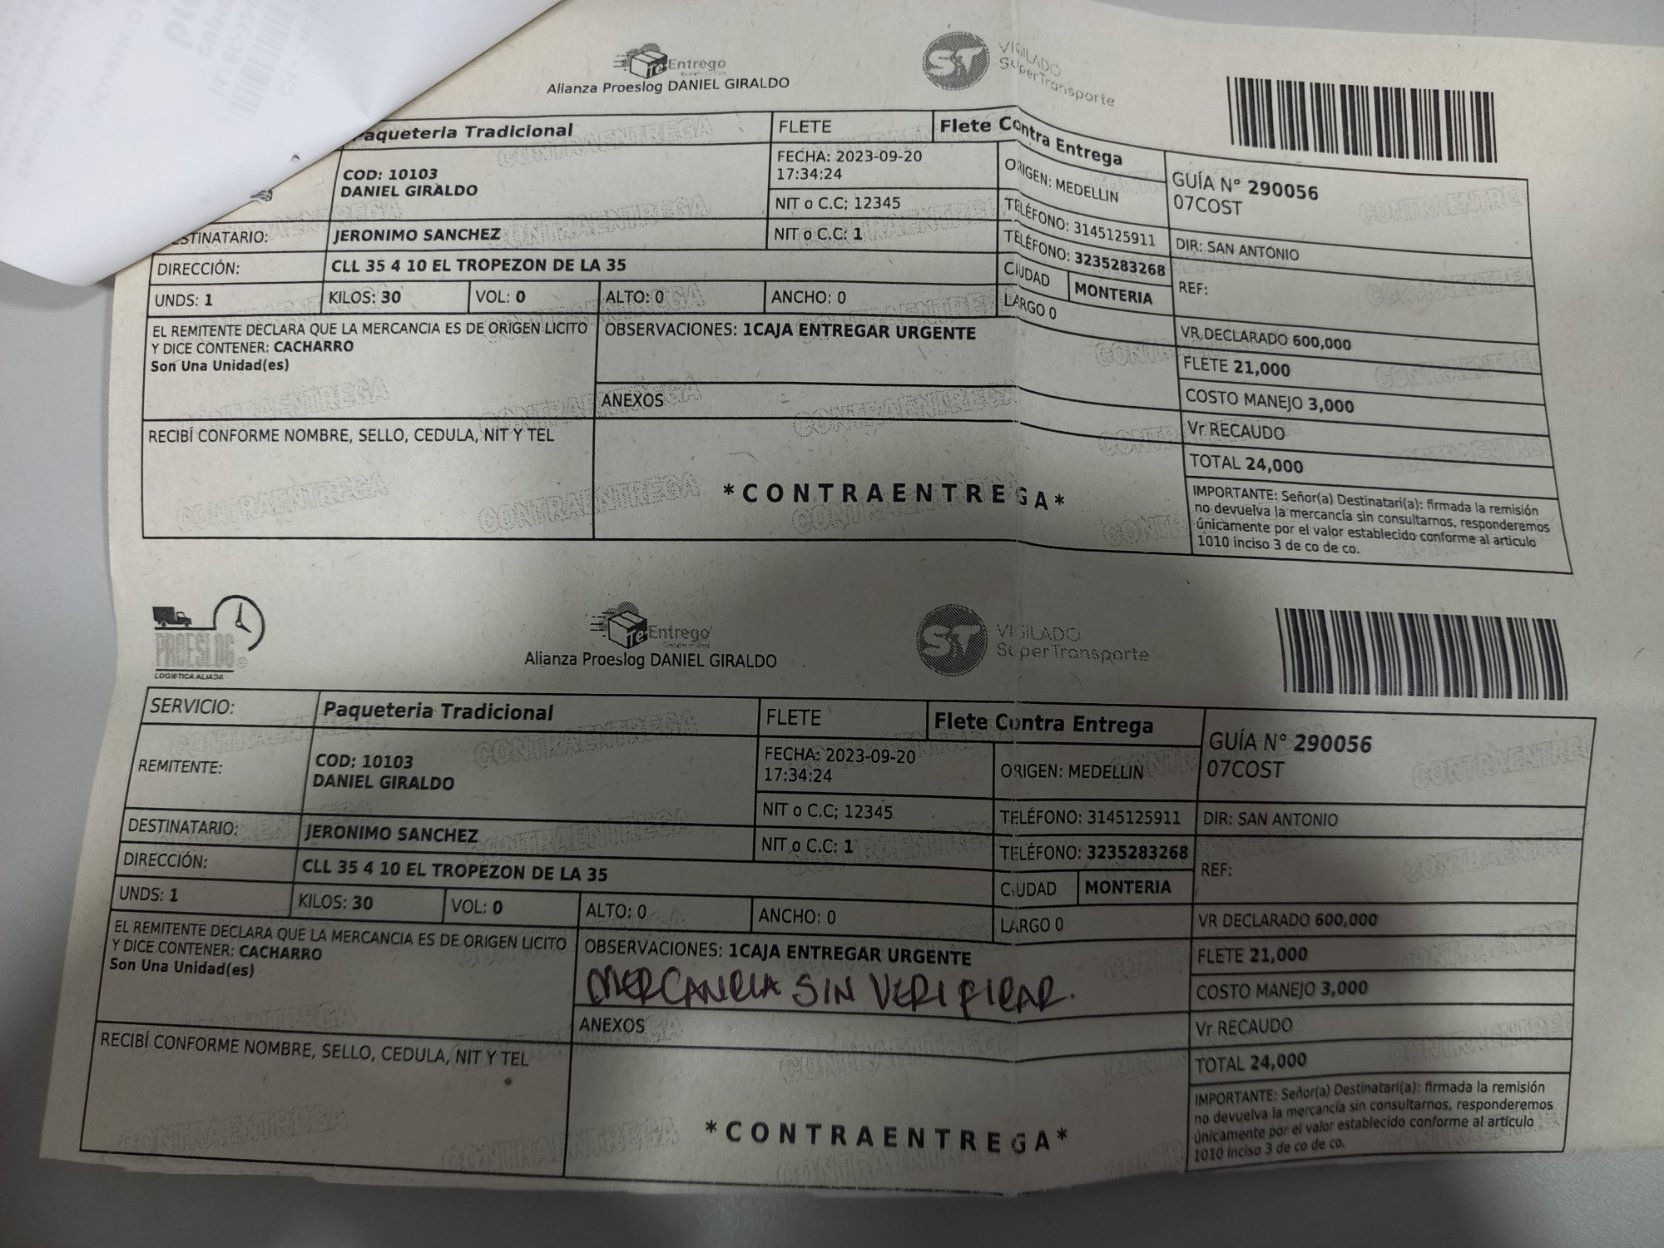 Te Entrego
Alianza Proeslog DANIEL GIRALDO
ST VIGILADO
SuperTransporte
Paqueteria Tradicional
FLETE
Flete Contra Entrega
COD: 10103
DANIEL GIRALDO
FECHA: 2023-09-20
17:34:24
ORIGEN: MEDELLIN
GUÍA N° 290056
07COST
NIT o C.C; 12345
TELÉFONO: 3145125911
DIR: SAN ANTONIO
DESTINATARIO:
JERONIMO SANCHEZ
NIT o C.C: 1
TELÉFONO: 3235283268
REF:
DIRECCIÓN:
CLL 35 4 10 EL TROPEZON DE LA 35
CIUDAD
MONTERIA
UNDS: 1
KILOS: 30
VOL: 0
ALTO: 0
ANCHO: 0
LARGO 0
VR DECLARADO 600,000
EL REMITENTE DECLARA QUE LA MERCANCIA ES DE ORIGEN LICITO
Y DICE CONTENER: CACHARRO
Son Una Unidad(es)
OBSERVACIONES: 1CAJA ENTREGAR URGENTE
FLETE 21,000
ANEXOS
COSTO MANEJO 3,000
RECIBÍ CONFORME NOMBRE, SELLO, CEDULA, NIT Y TEL
Vr RECAUDO
TOTAL 24,000
*CONTRAENTREGA*
IMPORTANTE: Señor(a) Destinatari(a): firmada la remisión
no devuelva la mercancía sin consultarnos, responderemos
únicamente por el valor establecido conforme al articulo
1010 inciso 3 de co de co.
PROESLOG
LOGISTICA ALIADA
Te Entrego
Alianza Proeslog DANIEL GIRALDO
ST VIGILADO
SuperTransporte
SERVICIO:
Paqueteria Tradicional
FLETE
Flete Contra Entrega
REMITENTE:
COD: 10103
DANIEL GIRALDO
FECHA: 2023-09-20
17:34:24
ORIGEN: MEDELLIN
GUÍA N° 290056
07COST
NIT o C.C; 12345
TELÉFONO: 3145125911
DIR: SAN ANTONIO
DESTINATARIO:
JERONIMO SANCHEZ
NIT o C.C: 1
TELÉFONO: 3235283268
REF:
DIRECCIÓN:
CLL 35 4 10 EL TROPEZON DE LA 35
CIUDAD
MONTERIA
UNDS: 1
KILOS: 30
VOL: 0
ALTO: 0
ANCHO: 0
LARGO 0
VR DECLARADO 600,000
EL REMITENTE DECLARA QUE LA MERCANCIA ES DE ORIGEN LICITO
Y DICE CONTENER: CACHARRO
Son Una Unidad(es)
OBSERVACIONES: 1CAJA ENTREGAR URGENTE
MERCANCIA SIN VERIFICAR.
FLETE 21,000
COSTO MANEJO 3,000
ANEXOS
Vr RECAUDO
RECIBÍ CONFORME NOMBRE, SELLO, CEDULA, NIT Y TEL
TOTAL 24,000
*CONTRAENTREGA*
IMPORTANTE: Señor(a) Destinatari(a): firmada la remisión
no devuelva la mercancía sin consultarnos, responderemos
únicamente por el valor establecido conforme al articulo
1010 inciso 3 de co de co.